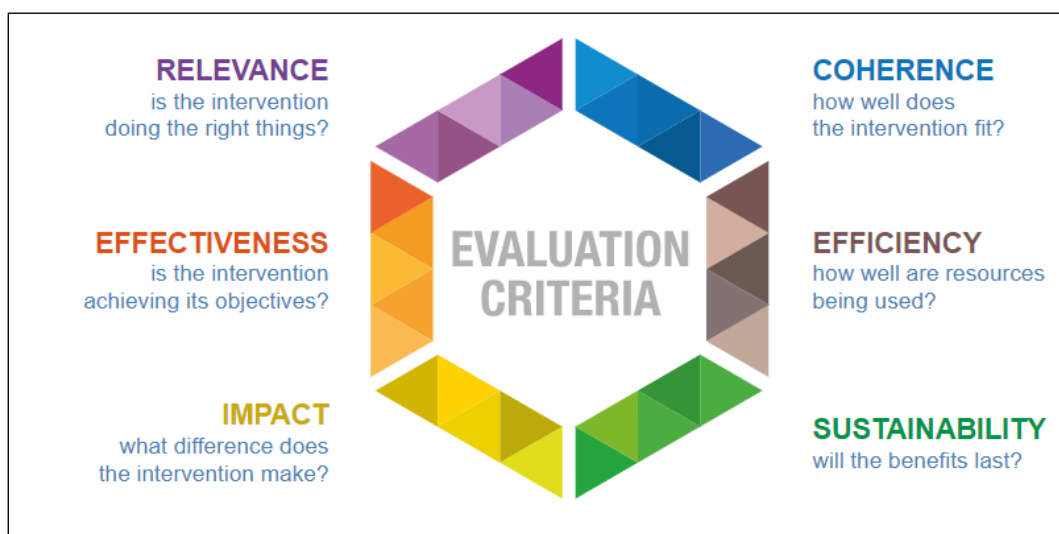 RELEVANCE
is the intervention
doing the right things?
COHERENCE
how well does
the intervention fit?
EFFECTIVENESS
is the intervention
achieving its objectives?
EVALUATION
CRITERIA
EFFICIENCY
how well are resources
being used?
IMPACT
what difference does
the intervention make?
SUSTAINABILITY
will the benefits last?